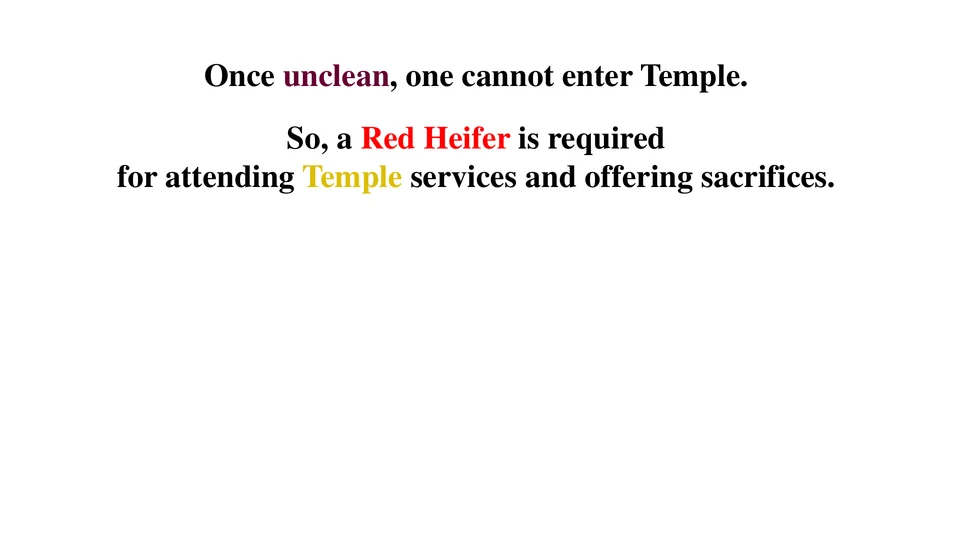 Once unclean, one cannot enter Temple.
So, a Red Heifer is required
for attending Temple services and offering sacrifices.